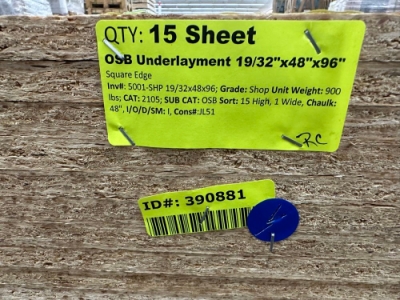 QTY: 15 Sheet
OSB Underlayment 19/32"x48"x96"
Square Edge
Inv#: 5001-SHP 19/32x48x96; Grade: Shop Unit Weight: 900
lbs; CAT: 2105; SUB CAT: OSB Sort: 15 High, 1 Wide, Chaulk:
48", I/O/D/SM: I, Cons#:JL51
RC
ID#: 390881